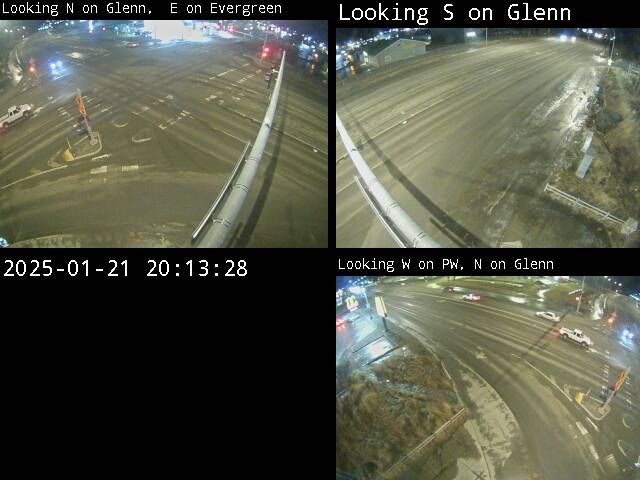 Looking N on Glenn,  E on Evergreen
Looking S on Glenn
2025-01-21 20:13:28
Looking W on PW, N on Glenn